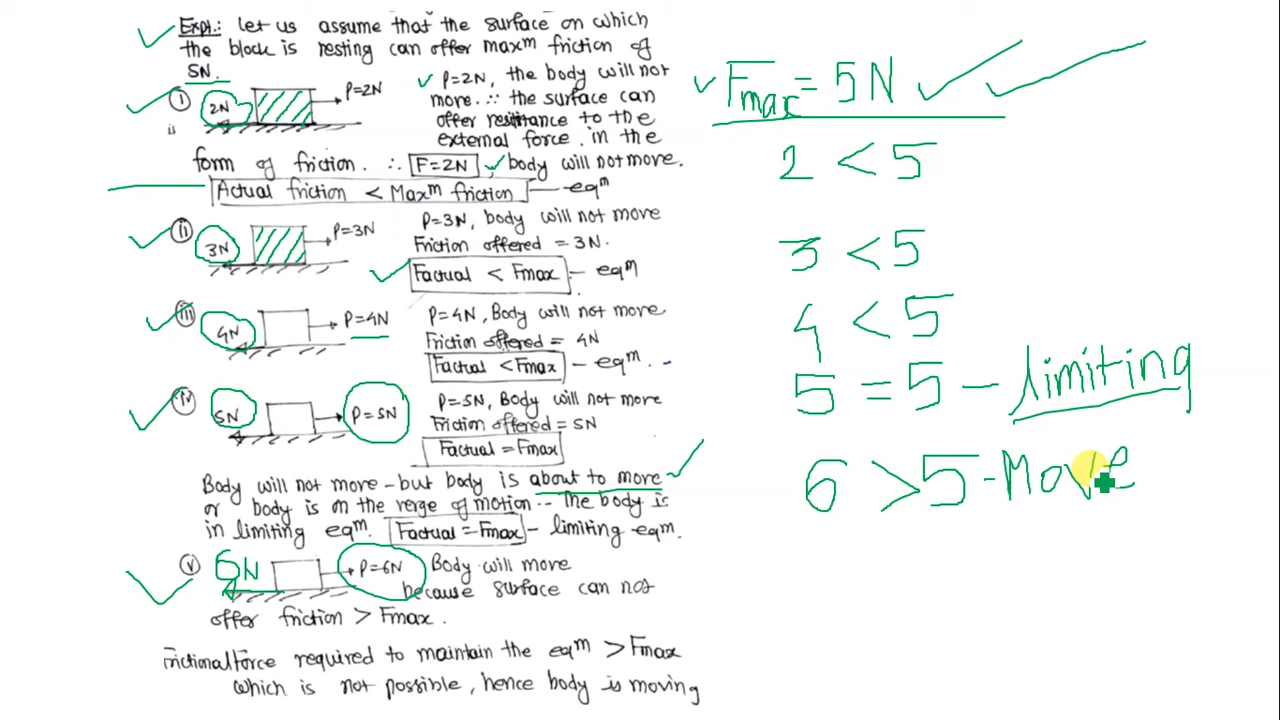 Expt.: Let us assume that the surface on which
the block is resting can offer maxm friction of
5N.
i 2N P=2N
P=2N, the body will not
move. ∵ the surface can
offer resistance to the
external force in the
form of friction. ∴ F=2N body will not move.
Actual friction < Maxm friction — eqm
ii 3N P=3N
P=3N, body will not move
Friction offered = 3N.
Factual < Fmax — eqm
iii 4N P=4N
P=4N, Body will not move
Friction offered = 4N
Factual < Fmax — eqm.
iv 5N P=5N
P=5N, Body will not move
Friction offered = 5N
Factual = Fmax
Body will not move - but body is about to move
or body is on the verge of motion -- The body is
in limiting eqm. Factual = Fmax - limiting eqm.
v 6N P=6N Body will move
because surface can not
offer friction > Fmax.
Frictional Force required to maintain the eqm > Fmax
which is not possible, hence body is moving
Fmax = 5N
2 < 5
3 < 5
4 < 5
5 = 5 - limiting
6 > 5 - Move